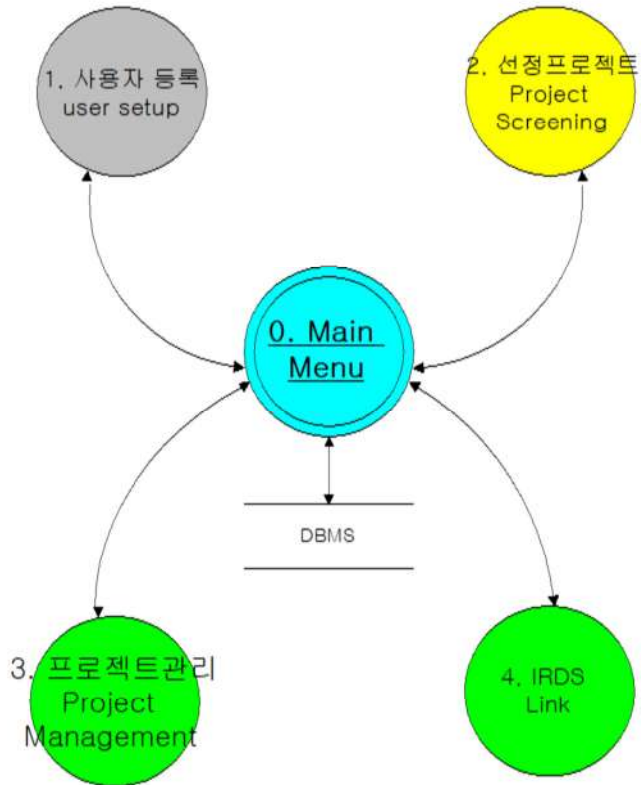 1. 사용자 등록
user setup
2. 선정프로젝트
Project
Screening
0. Main
Menu
DBMS
3. 프로젝트관리
Project
Management
4. IRDS
Link